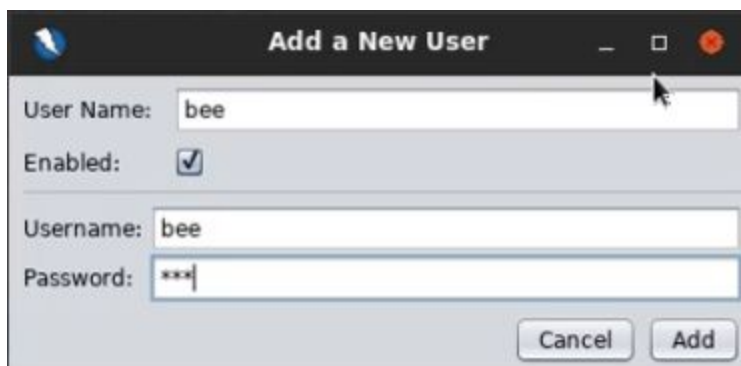 Add a New User
User Name: bee
Enabled:
Username: bee
Password: ***
Cancel Add